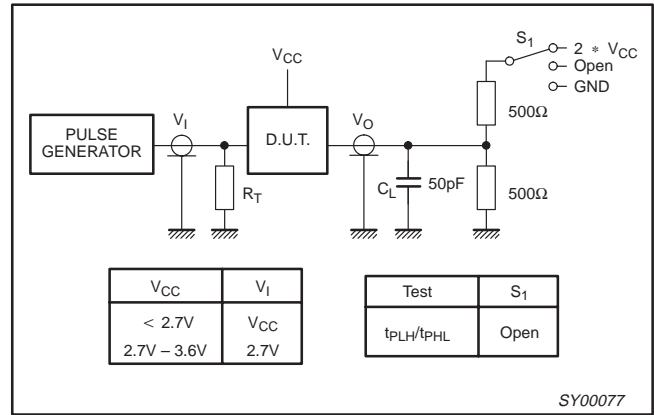 S1
2 * VCC
Open
GND
VCC
500Ω
PULSE
GENERATOR
VI
D.U.T.
VO
RT
CL
50pF
500Ω
VCC VI
< 2.7V VCC
2.7V – 3.6V 2.7V
Test S1
tPLH/tPHL Open
SY00077